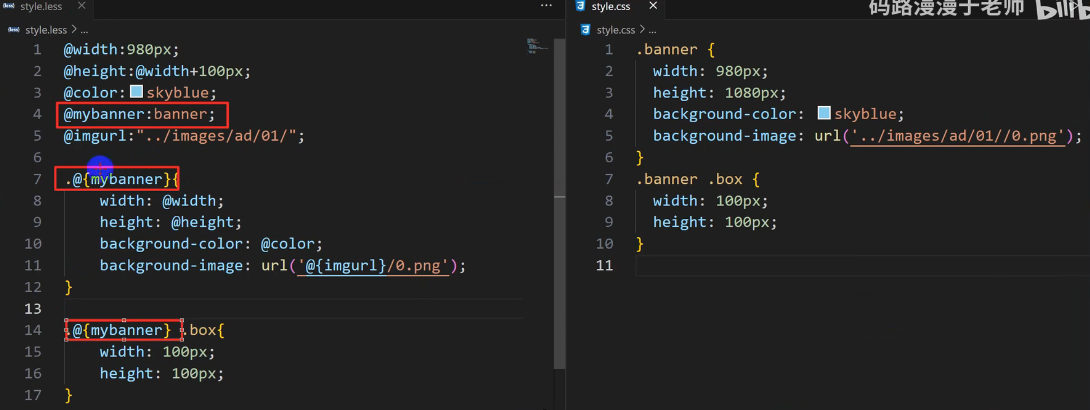 style.less
style.less > ...
@width:980px;
@height:@width+100px;
@color:skyblue;
@mybanner:banner;
@imgurl:"../images/ad/01/";
.@{mybanner}{
width: @width;
height: @height;
background-color: @color;
background-image: url('@{imgurl}/0.png');
}
.@{mybanner} .box{
width: 100px;
height: 100px;
}
1
2
3
4
5
6
7
8
9
10
11
12
13
14
15
16
17
style.css
码路漫漫于老师 bilib
style.css > ...
1 .banner {
2 width: 980px;
3 height: 1080px;
4 background-color: skyblue;
5 background-image: url('../images/ad/01//0.png');
6 }
7 .banner .box {
8 width: 100px;
9 height: 100px;
10 }
11